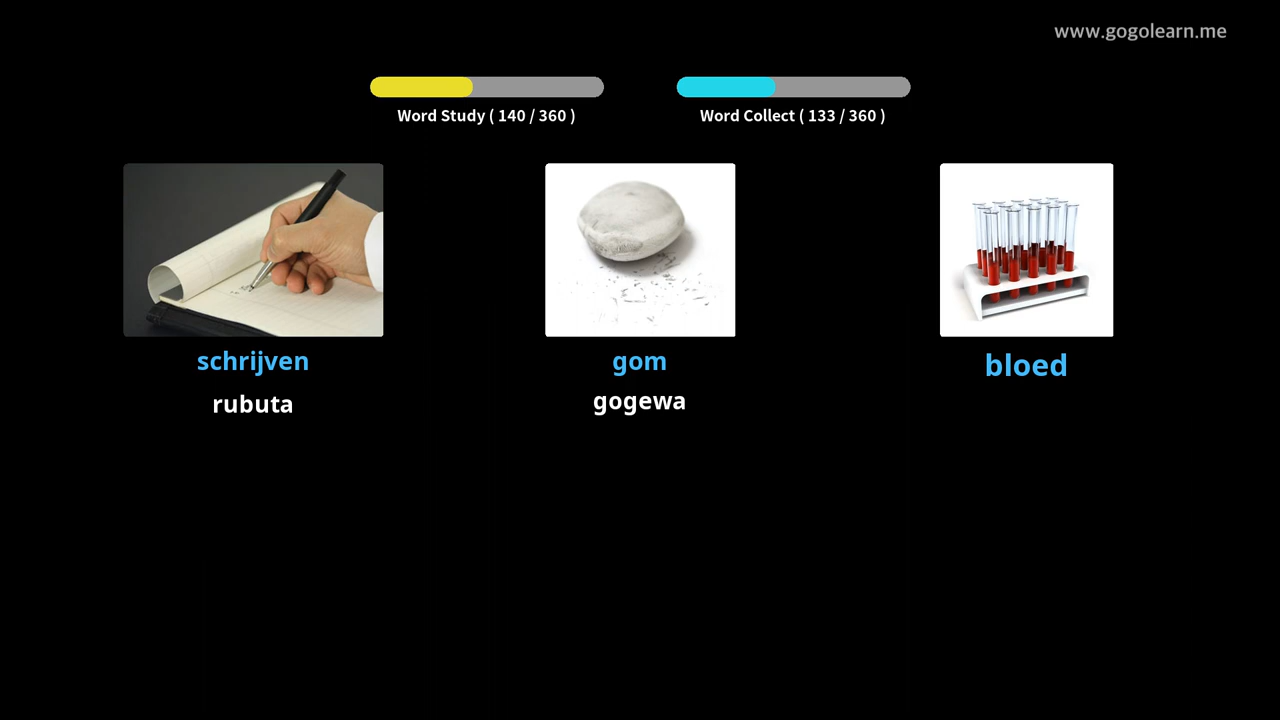 www.gogolearn.me
Word Study ( 140 / 360 )
Word Collect ( 133 / 360 )
schrijven
gom
bloed
rubuta
gogewa